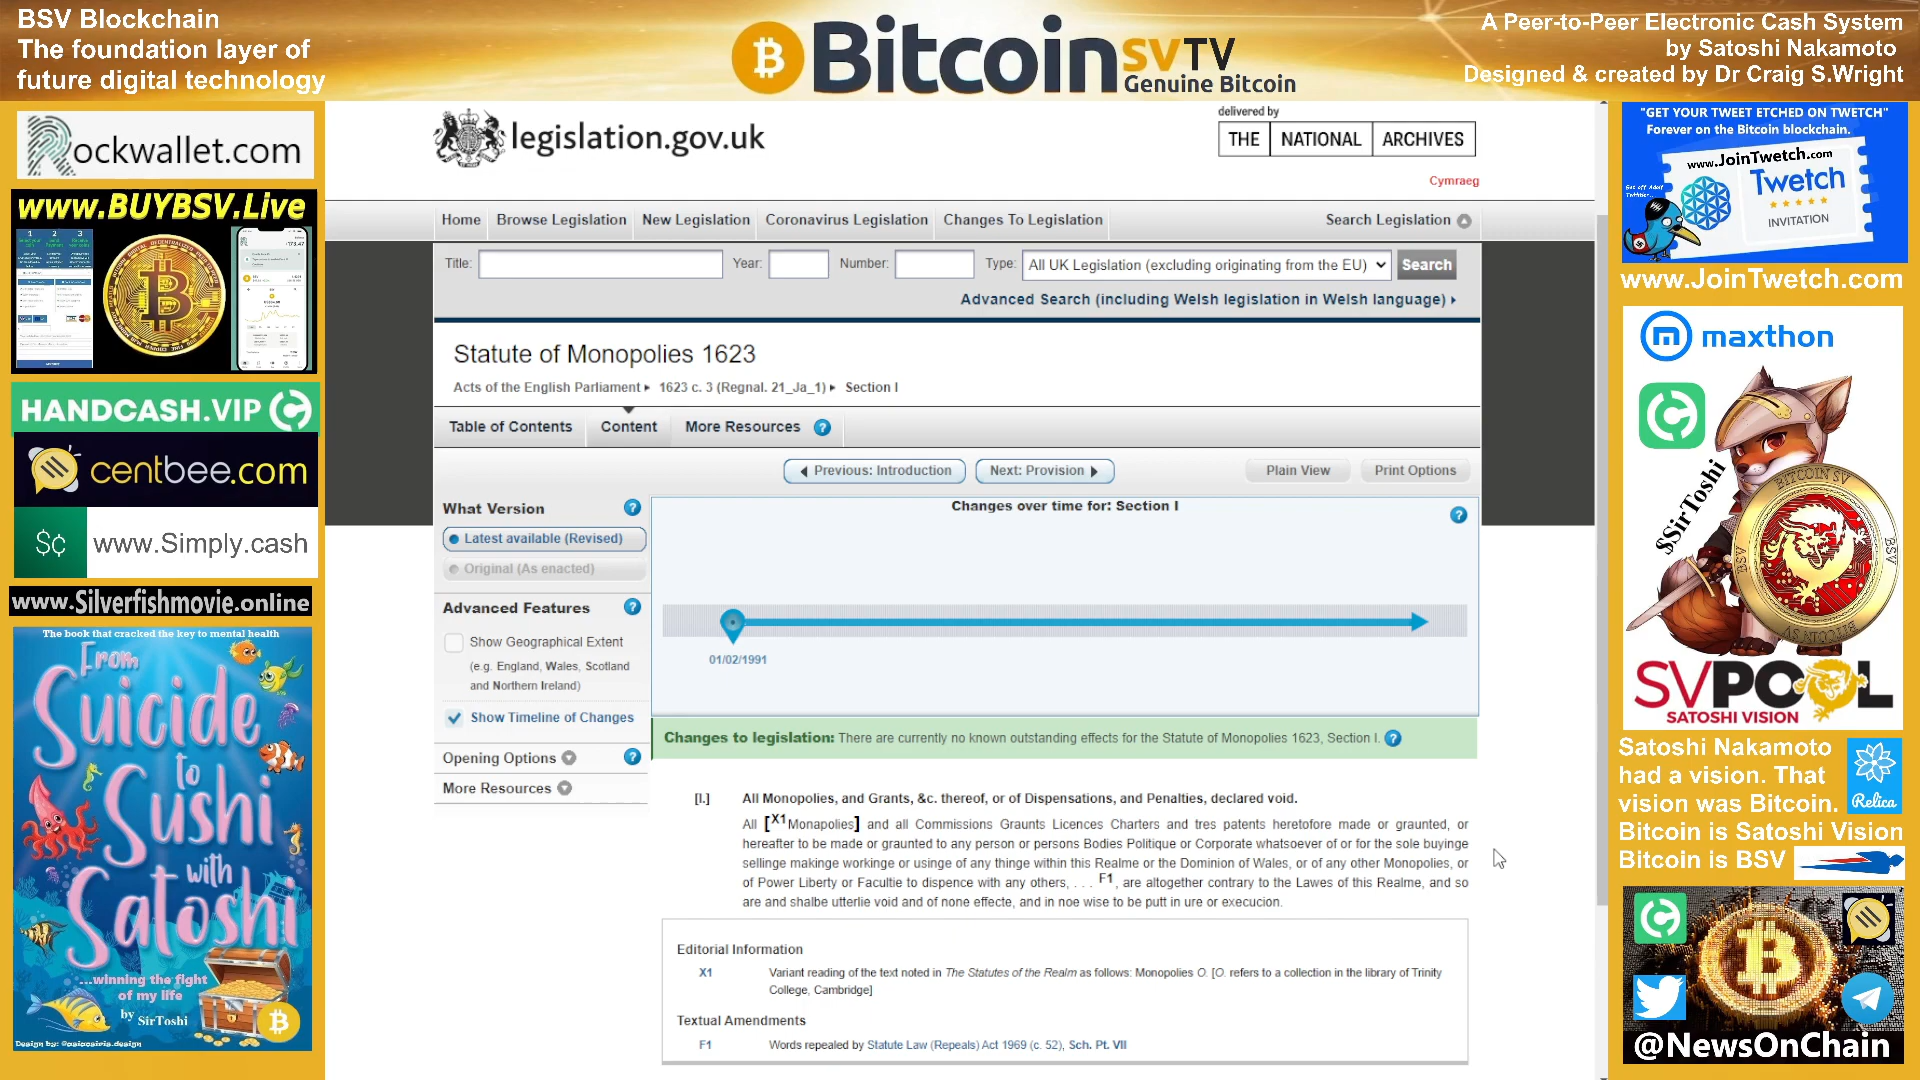 BSV Blockchain
The foundation layer of
future digital technology
Bitcoin SVTV
Genuine Bitcoin
A Peer-to-Peer Electronic Cash System
by Satoshi Nakamoto
Designed & created by Dr Craig S.Wright
Rockwallet.com
www.BUYBSV.Live
HANDCASH.VIP
centbee.com
$¢ www.Simply.cash
www.Silverfishmovie.online
The book that cracked the key to mental health
From
Suicide
to
Sushi
with
Satoshi
...winning the fight
of my life
by SirToshi
legislation.gov.uk
delivered by
THE NATIONAL ARCHIVES
Cymraeg
Home Browse Legislation New Legislation Coronavirus Legislation Changes To Legislation Search Legislation
Title: Year: Number: Type: All UK Legislation (excluding originating from the EU) Search
Advanced Search (including Welsh legislation in Welsh language)
Statute of Monopolies 1623
Acts of the English Parliament 1623 c. 3 (Regnal. 21_Ja_1) Section I
Table of Contents Content More Resources ?
Previous: Introduction Next: Provision Plain View Print Options
What Version ?
Latest available (Revised)
Original (As enacted)
Advanced Features ?
Show Geographical Extent
(e.g. England, Wales, Scotland
and Northern Ireland)
Show Timeline of Changes
Opening Options ?
More Resources
Changes over time for: Section I ?
01/02/1991
Changes to legislation: There are currently no known outstanding effects for the Statute of Monopolies 1623, Section I. ?
[I.] All Monopolies, and Grants, &c. thereof, or of Dispensations, and Penalties, declared void.
All [X1Monapolies] and all Commissions Graunts Licences Charters and tres patents heretofore made or graunted, or
hereafter to be made or graunted to any person or persons Bodies Politique or Corporate whatsoever of or for the sole buyinge
sellinge makinge workinge or usinge of any thinge within this Realme or the Dominion of Wales, or of any other Monopolies, or
of Power Liberty or Facultie to dispence with any others, . . . F1, are altogether contrary to the Lawes of this Realme, and so
are and shalbe utterlie void and of none effecte, and in noe wise to be putt in ure or execucion.
Editorial Information
X1 Variant reading of the text noted in The Statutes of the Realm as follows: Monopolies O. [O. refers to a collection in the library of Trinity
College, Cambridge]
Textual Amendments
F1 Words repealed by Statute Law (Repeals) Act 1969 (c. 52), Sch. Pt. VII
"GET YOUR TWEET ETCHED ON TWETCH"
Forever on the Bitcoin blockchain.
www.JoinTwetch.com
Twetch
INVITATION
www.JoinTwetch.com
maxthon
$SirToshi
BITCOIN SV
BSV
BSV
BITCOIN SV
SVPOOL
SATOSHI VISION
Satoshi Nakamoto
had a vision. That
vision was Bitcoin.
Relica
Bitcoin is Satoshi Vision
Bitcoin is BSV
@NewsOnChain